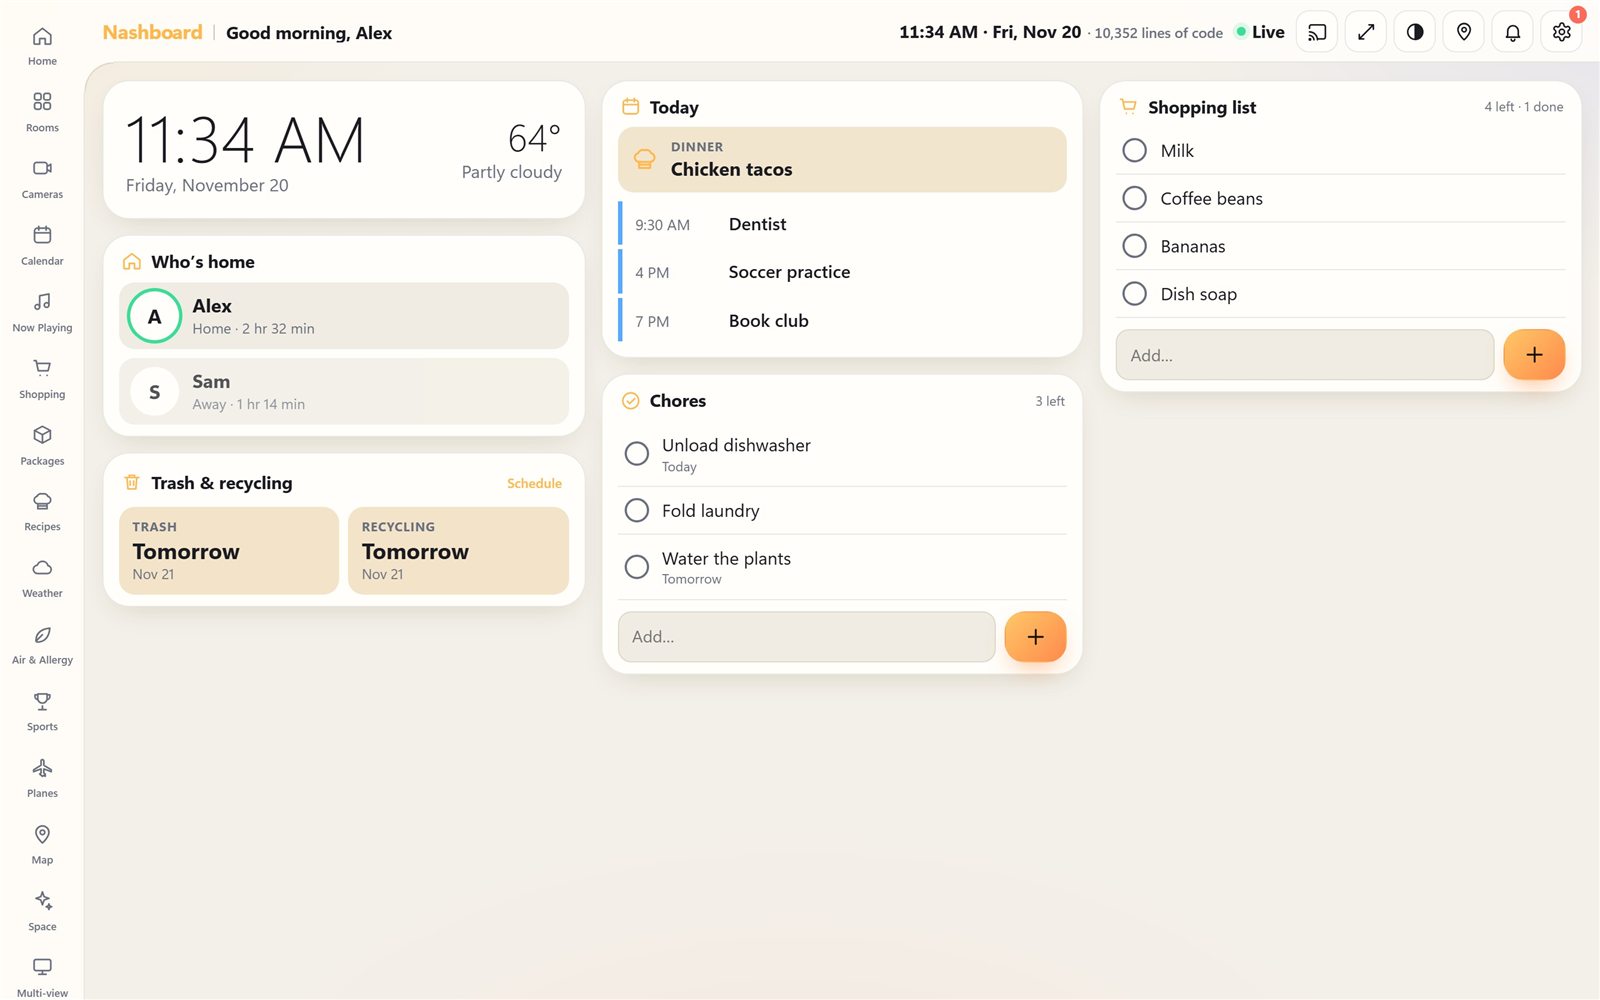 Nashboard
Good morning, Alex
11:34 AM · Fri, Nov 20 · 10,352 lines of code
Live
1
Home
Rooms
Cameras
Calendar
Now Playing
Shopping
Packages
Recipes
Weather
Air & Allergy
Sports
Planes
Map
Space
Multi-view
11:34 AM
Friday, November 20
64°
Partly cloudy
Who's home
A
Alex
Home · 2 hr 32 min
S
Sam
Away · 1 hr 14 min
Trash & recycling
Schedule
TRASH
Tomorrow
Nov 21
RECYCLING
Tomorrow
Nov 21
Today
DINNER
Chicken tacos
9:30 AM Dentist
4 PM Soccer practice
7 PM Book club
Chores
3 left
Unload dishwasher
Today
Fold laundry
Water the plants
Tomorrow
Add...
+
Shopping list
4 left · 1 done
Milk
Coffee beans
Bananas
Dish soap
Add...
+